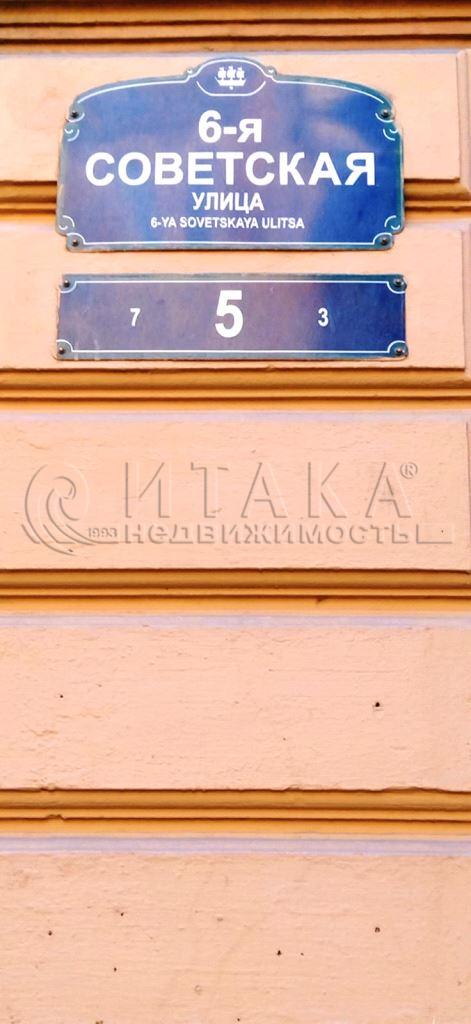 6-я
СОВЕТСКАЯ
УЛИЦА
6-YA SOVETSKAYA ULITSA
7 5 3
ИТАКА®
1993 НЕДВИЖИМОСТЬ